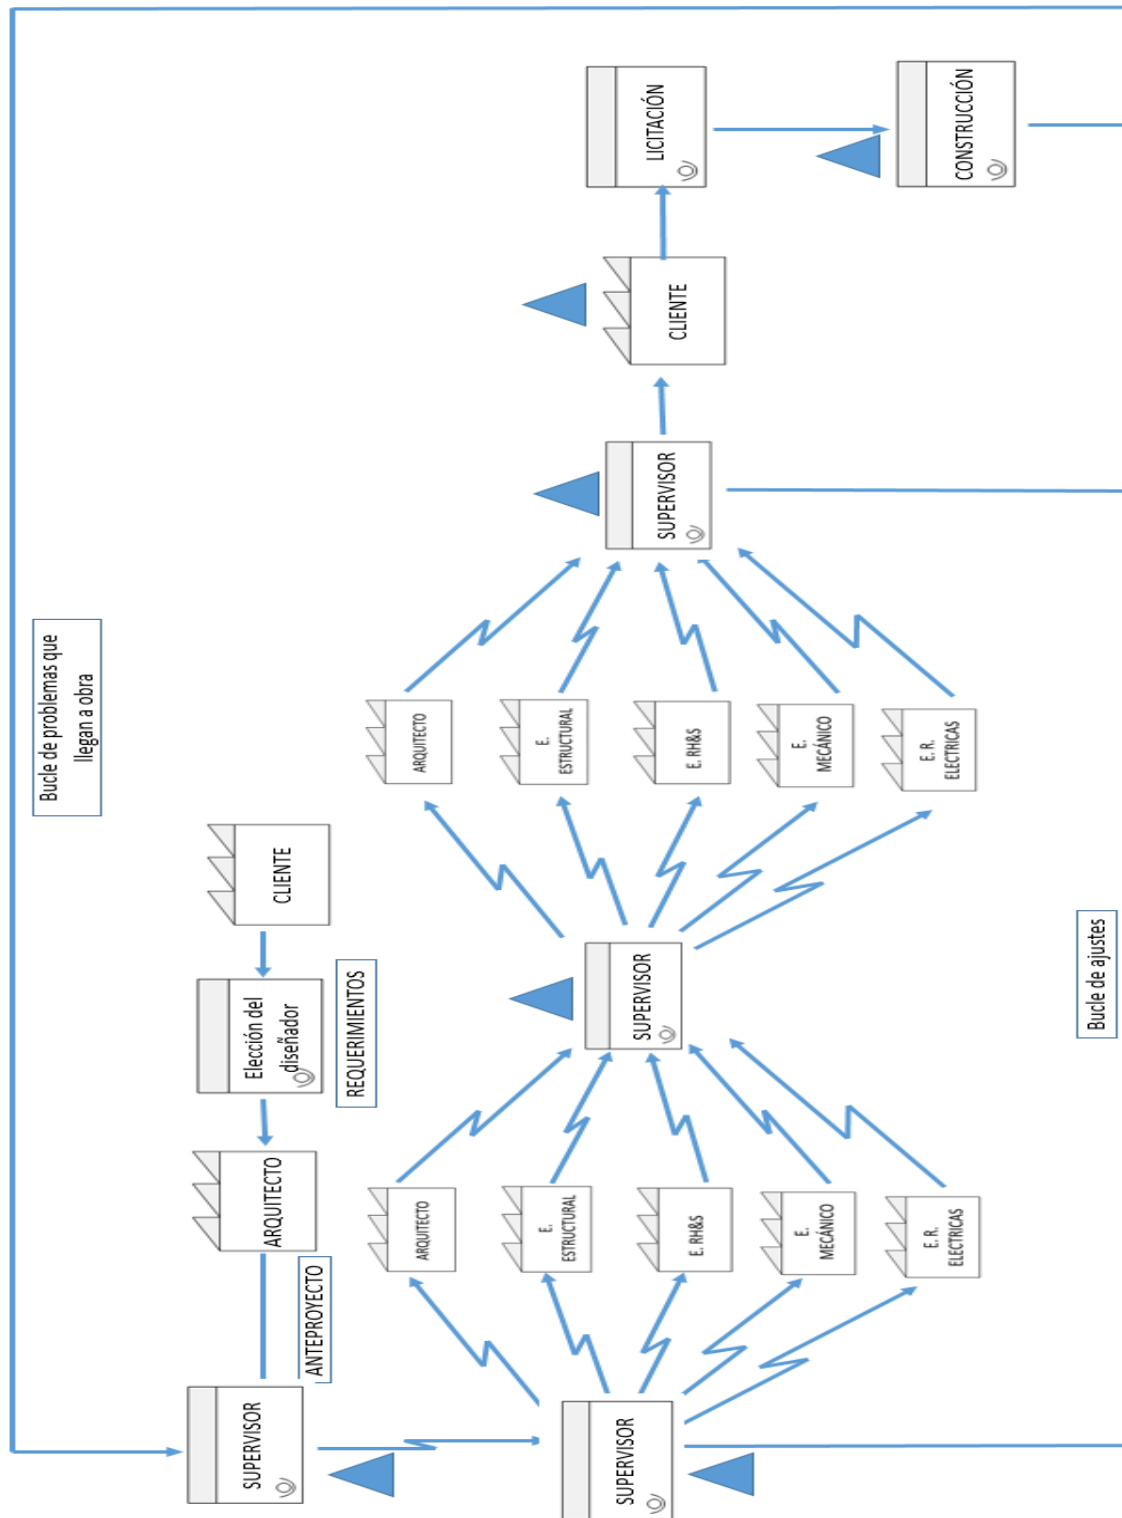 Bucle de problemas que
llegan a obra
SUPERVISOR
ANTEPROYECTO
ARQUITECTO
Elección del
diseñador
REQUERIMIENTOS
CLIENTE
SUPERVISOR
ARQUITECTO
E.
ESTRUCTURAL
E. RH&S
E.
MECÁNICO
E. R.
ELECTRICAS
SUPERVISOR
ARQUITECTO
E.
ESTRUCTURAL
E. RH&S
E.
MECÁNICO
E. R.
ELECTRICAS
SUPERVISOR
CLIENTE
LICITACIÓN
CONSTRUCCIÓN
Bucle de ajustes